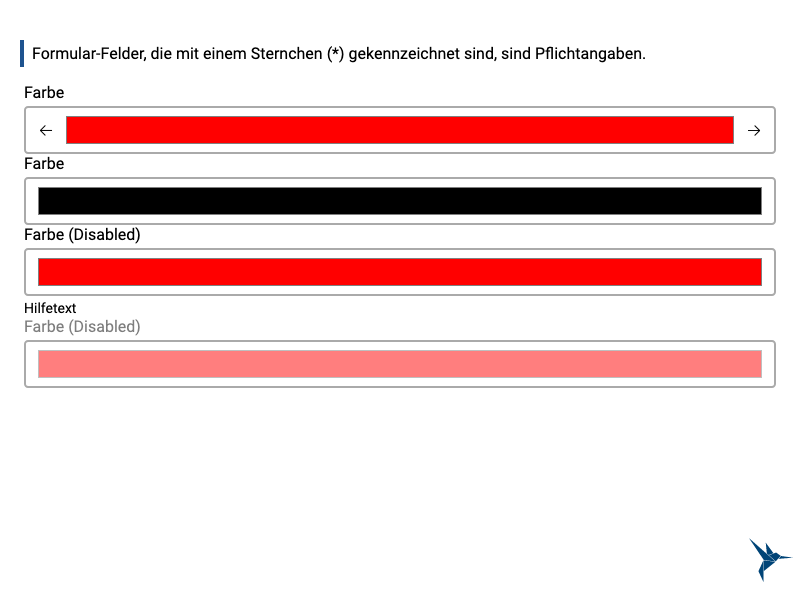 Formular-Felder, die mit einem Sternchen (*) gekennzeichnet sind, sind Pflichtangaben.
Farbe
← →
Farbe
Farbe (Disabled)
Hilfetext
Farbe (Disabled)